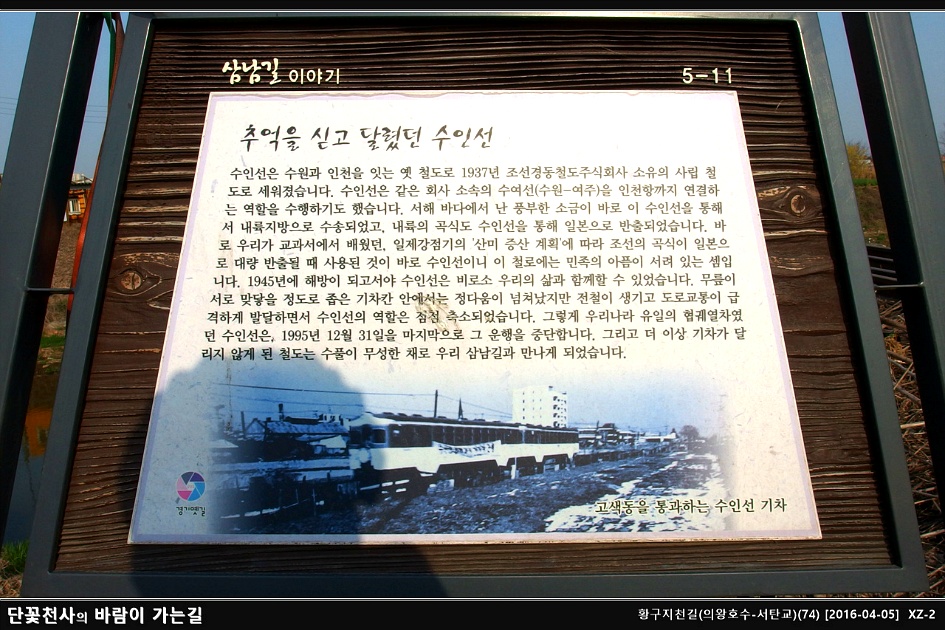 삼남길 이야기
5-11
추억을 싣고 달렸던 수인선
수인선은 수원과 인천을 잇는 옛 철도로 1937년 조선경동철도주식회사 소유의 사립 철
도로 세워졌습니다. 수인선은 같은 회사 소속의 수여선(수원-여주)을 인천항까지 연결하
는 역할을 수행하기도 했습니다. 서해 바다에서 난 풍부한 소금이 바로 이 수인선을 통해
서 내륙지방으로 수송되었고, 내륙의 곡식도 수인선을 통해 일본으로 반출되었습니다. 바
로 우리가 교과서에서 배웠던, 일제강점기의 '산미 증산 계획'에 따라 조선의 곡식이 일본으
로 대량 반출될 때 사용된 것이 바로 수인선이니 이 철로에는 민족의 아픔이 서려 있는 셈입
니다. 1945년에 해방이 되고서야 수인선은 비로소 우리의 삶과 함께할 수 있었습니다. 무릎이
서로 맞닿을 정도로 좁은 기차칸 안에서는 정다움이 넘쳐났지만 전철이 생기고 도로교통이 급
격하게 발달하면서 수인선의 역할은 점점 축소되었습니다. 그렇게 우리나라 유일의 협궤열차였
던 수인선은, 1995년 12월 31일을 마지막으로 그 운행을 중단합니다. 그리고 더 이상 기차가 달
리지 않게 된 철도는 수풀이 무성한 채로 우리 삼남길과 만나게 되었습니다.
경기옛길
고색동을 통과하는 수인선 기차
단꽃천사의 바람이 가는길
황구지천길(의왕호수-서탄교)(74) [2016-04-05] XZ-2